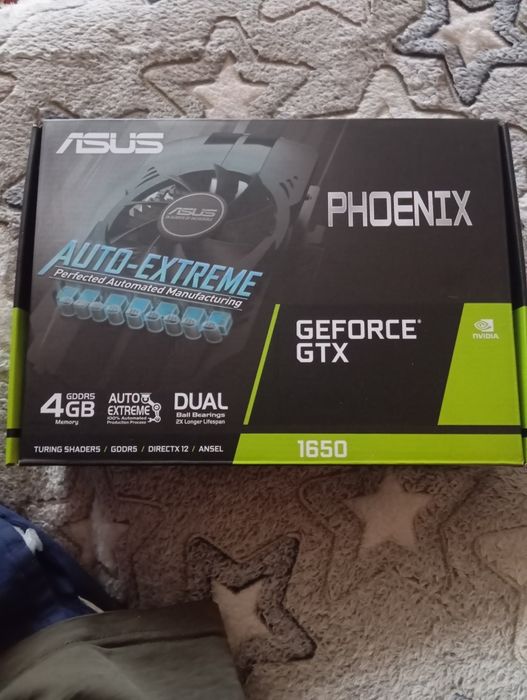 ASUS
PHOENIX
ASUS
AUTO-EXTREME
Perfected Automated Manufacturing
GEFORCE®
GTX
NVIDIA
4GB GDDR5
Memory
AUTO
EXTREME
100% Automated
Production Process
DUAL
Ball Bearings
2X Longer Lifespan
TURING SHADERS / GDDR5 / DIRECTX 12 / ANSEL
1650